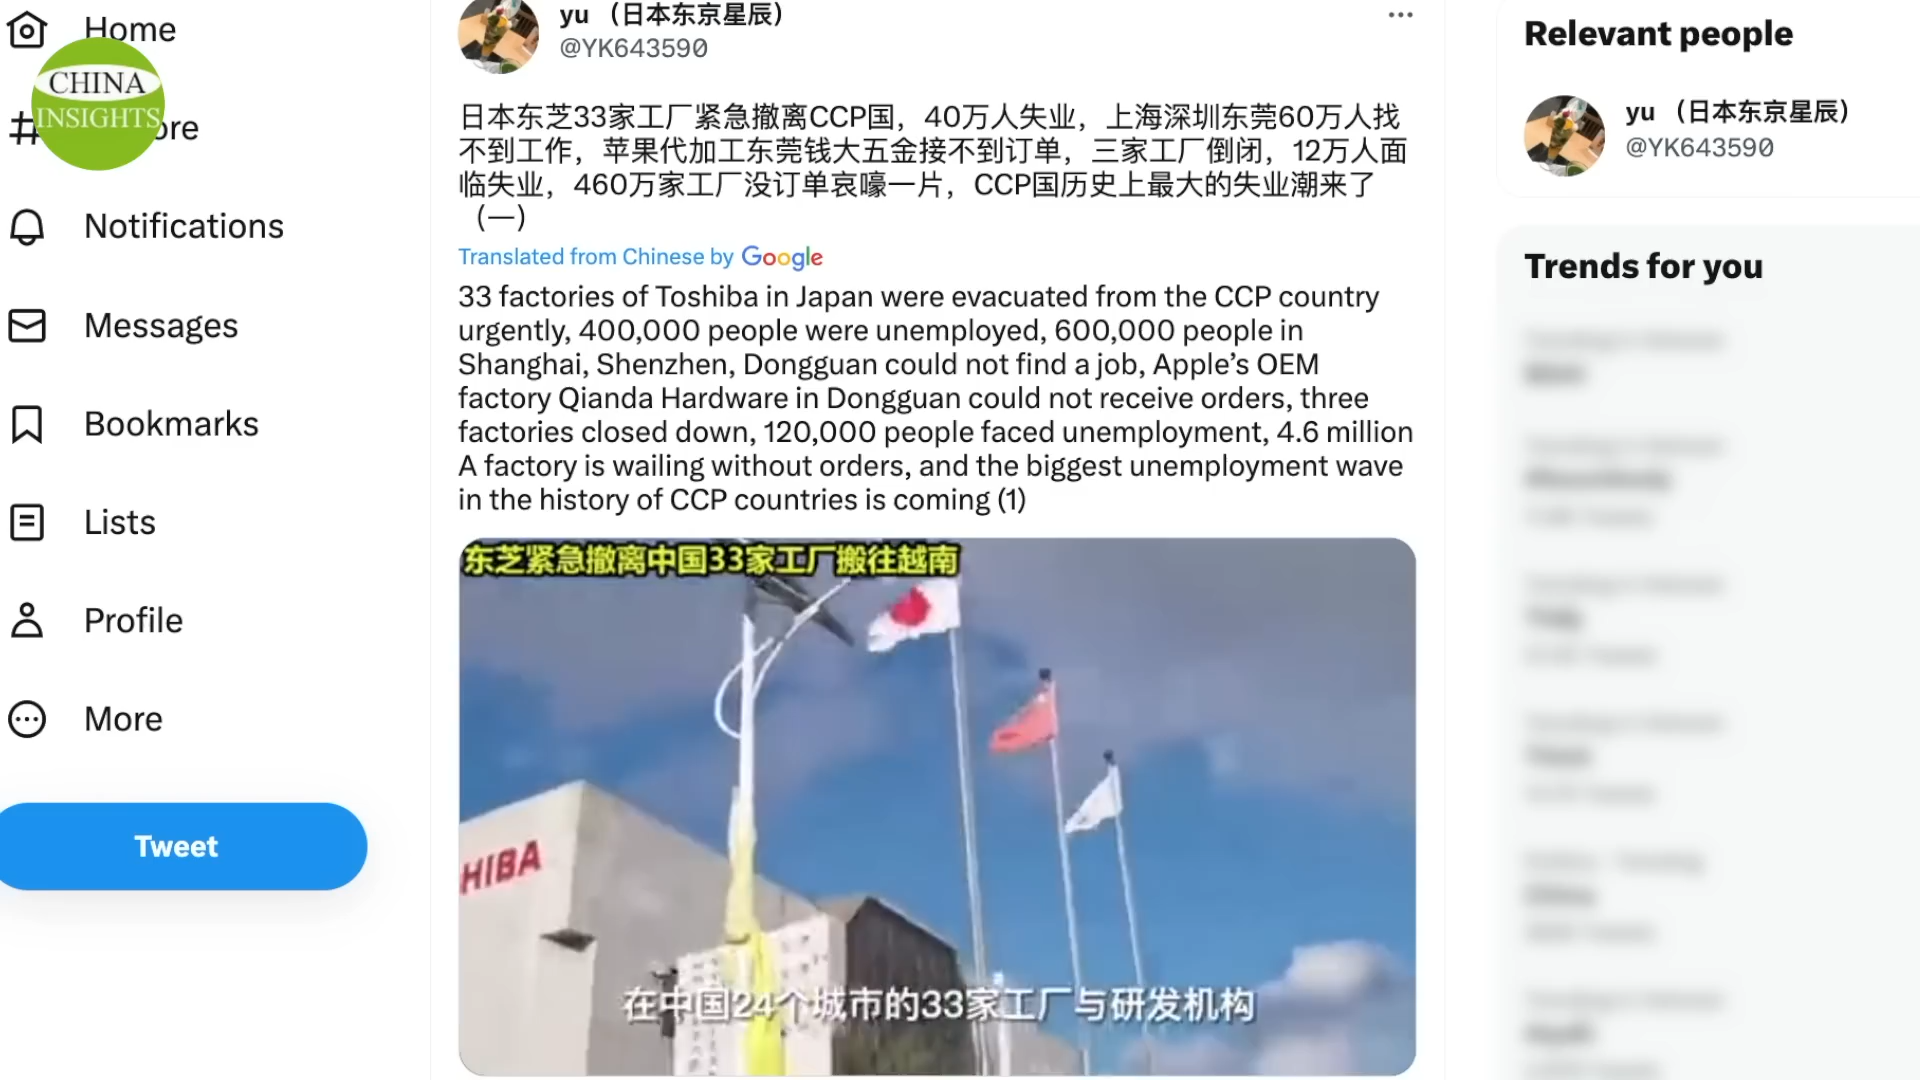 Home
CHINA
INSIGHTS
ore
Notifications
Messages
Bookmarks
Lists
Profile
More
Tweet
yu （日本东京星辰）
@YK643590
日本东芝33家工厂紧急撤离CCP国，40万人失业，上海深圳东莞60万人找
不到工作，苹果代加工东莞钱大五金接不到订单，三家工厂倒闭，12万人面
临失业，460万家工厂没订单哀嚎一片，CCP国历史上最大的失业潮来了
（一）
Translated from Chinese by Google
33 factories of Toshiba in Japan were evacuated from the CCP country
urgently, 400,000 people were unemployed, 600,000 people in
Shanghai, Shenzhen, Dongguan could not find a job, Apple’s OEM
factory Qianda Hardware in Dongguan could not receive orders, three
factories closed down, 120,000 people faced unemployment, 4.6 million
A factory is wailing without orders, and the biggest unemployment wave
in the history of CCP countries is coming (1)
东芝紧急撤离中国33家工厂搬往越南
HIBA
在中国24个城市的33家工厂与研发机构
Relevant people
yu （日本东京星辰）
@YK643590
Trends for you